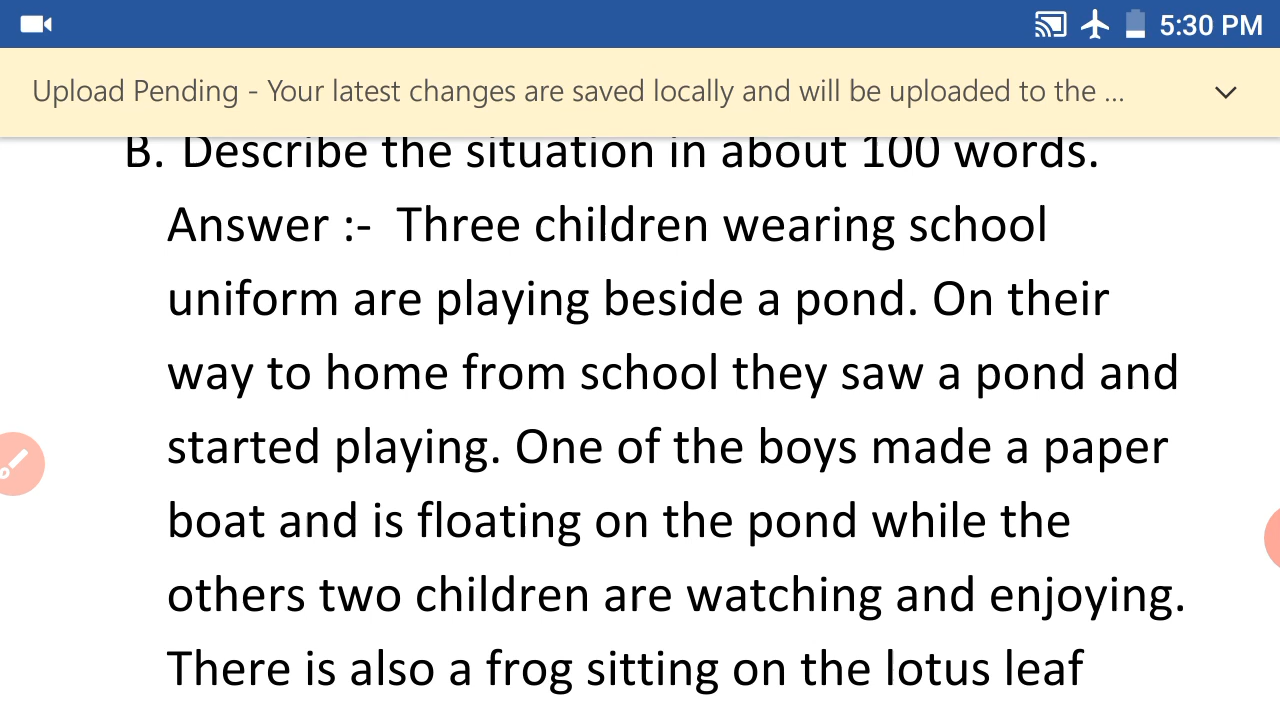 5:30 PM
Upload Pending - Your latest changes are saved locally and will be uploaded to the ...
B. Describe the situation in about 100 words.
Answer :- Three children wearing school
uniform are playing beside a pond. On their
way to home from school they saw a pond and
started playing. One of the boys made a paper
boat and is floating on the pond while the
others two children are watching and enjoying.
There is also a frog sitting on the lotus leaf